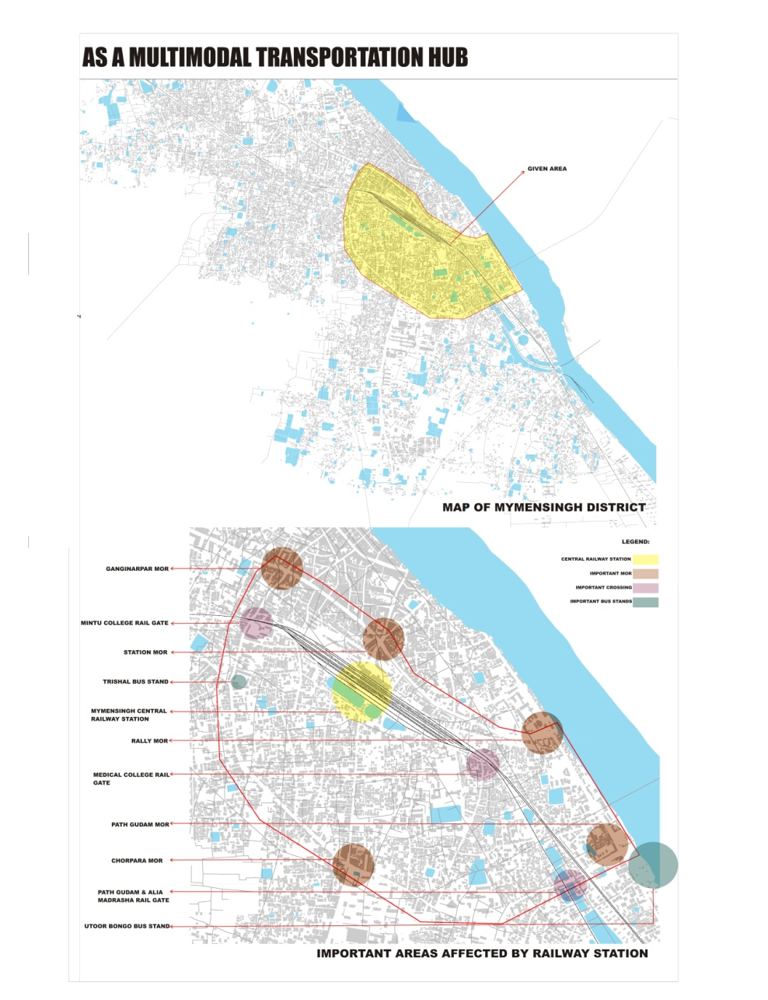 AS A MULTIMODAL TRANSPORTATION HUB
GIVEN AREA
MAP OF MYMENSINGH DISTRICT
LEGEND:
CENTRAL RAILWAY STATION
IMPORTANT MOR
IMPORTANT CROSSING
IMPORTANT BUS STANDS
GANGINARPAR MOR
MINTU COLLEGE RAIL GATE
STATION MOR
TRISHAL BUS STAND
MYMENSINGH CENTRAL
RAILWAY STATION
RALLY MOR
MEDICAL COLLEGE RAIL
GATE
PATH GUDAM MOR
CHORPARA MOR
PATH GUDAM & ALIA
MADRASHA RAIL GATE
UTOOR BONGO BUS STAND
IMPORTANT AREAS AFFECTED BY RAILWAY STATION